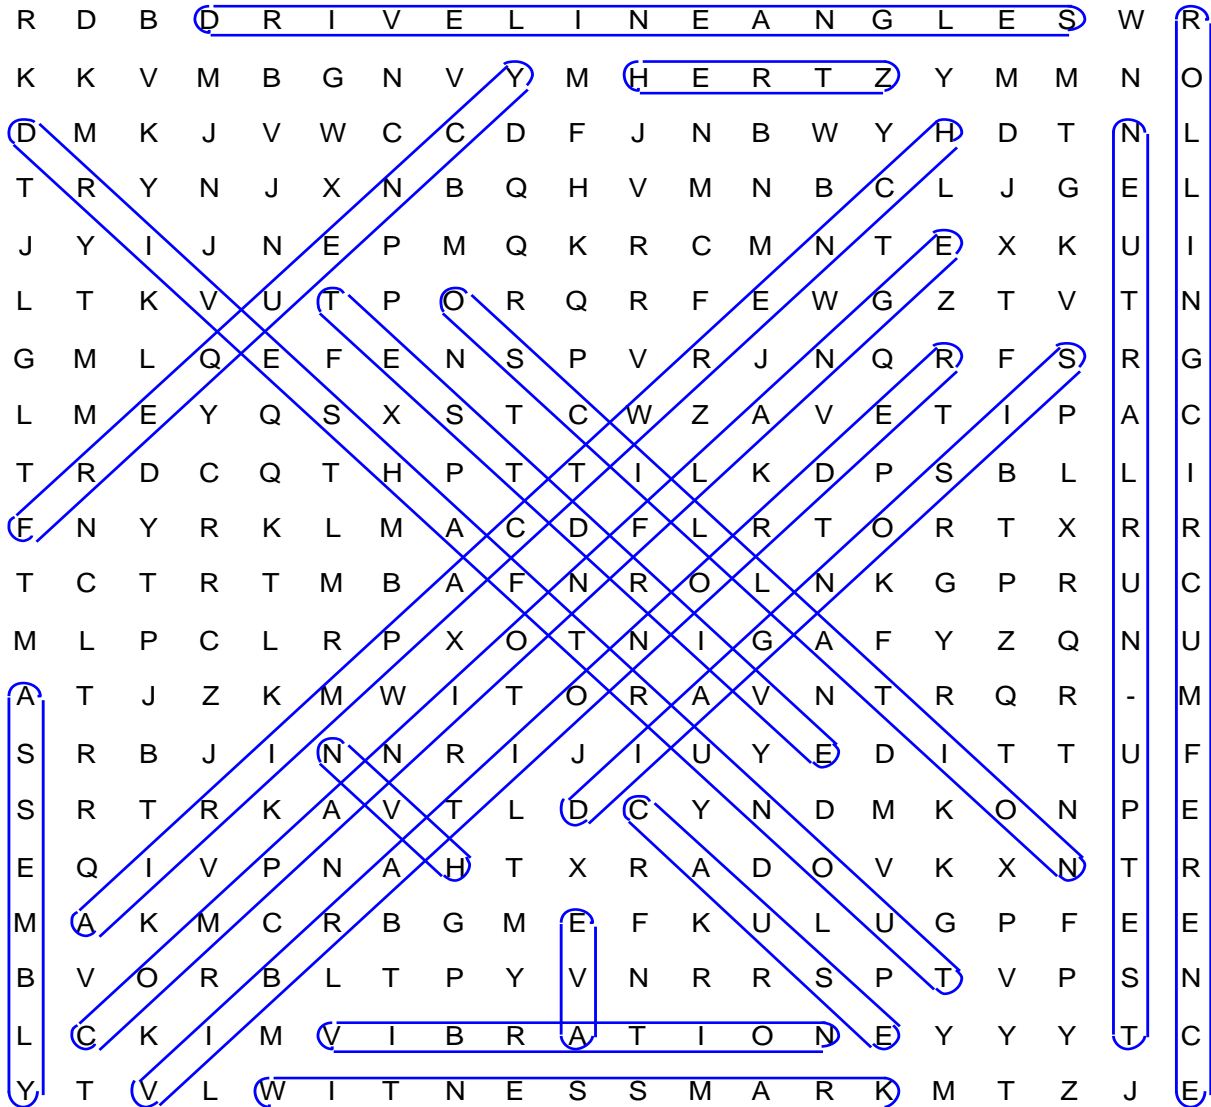 R D B D R I V E L I N E A N G L E S W R
K K V M B G N V Y M H E R T Z Y M M N O
D M K J V W C C D F J N B W Y H D T N L
T R Y N J X N B Q H V M N B C L J G E L
J Y I J N E P M Q K R C M N T E X K U I
L T K V U T P O R Q R F E W G Z T V T N
G M L Q E F E N S P V R J N Q R F S R G
L M E Y Q S X S T C W Z A V E T I P A C
T R D C Q T H P T T I L K D P S B L L I
F N Y R K L M A C D F L R T O R T X R R
T C T R T M B A F N R O L N K G P R U C
M L P C L R P X O T N I G A F Y Z Q N U
A T J Z K M W I T O R A V N T R Q R - M
S R B J I N N R I J I U Y E D I T T U F
S R T R K A V T L D C Y N D M K O N P E
E Q I V P N A H T X R A D O V K X N T R
M A K M C R B G M E F K U L U G P F E E
B V O R B L T P Y V N R R S P T V P S N
L C K I M V I B R A T I O N E Y Y Y T C
Y T V L W I T N E S S M A R K M T Z J E